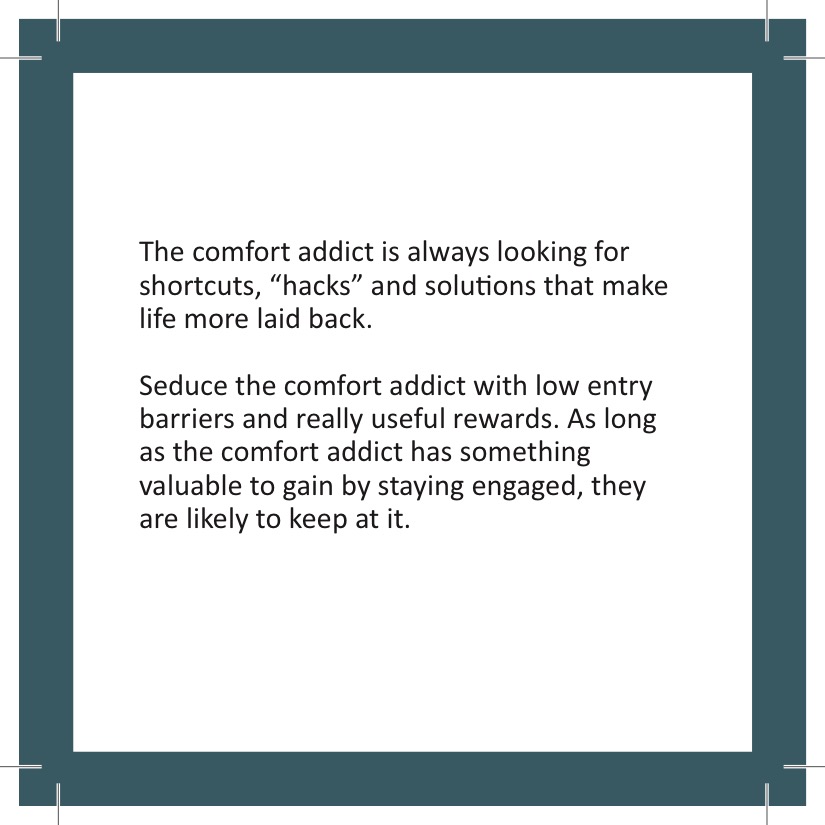 The comfort addict is always looking for
shortcuts, “hacks” and solutions that make
life more laid back.
Seduce the comfort addict with low entry
barriers and really useful rewards. As long
as the comfort addict has something
valuable to gain by staying engaged, they
are likely to keep at it.